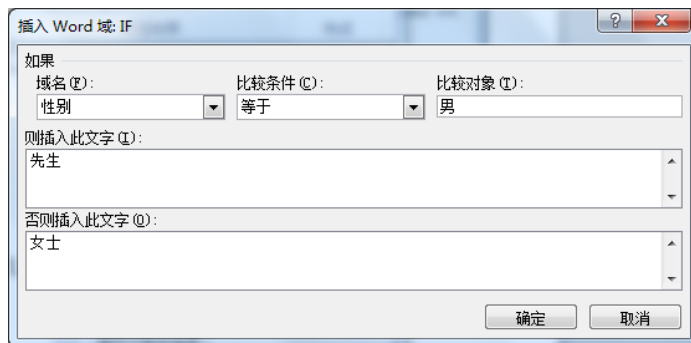 插入 Word 域: IF
如果
域名(F): 比较条件(C): 比较对象(T):
性别 等于 男
则插入此文字(I):
先生
否则插入此文字(O):
女士
确定 取消